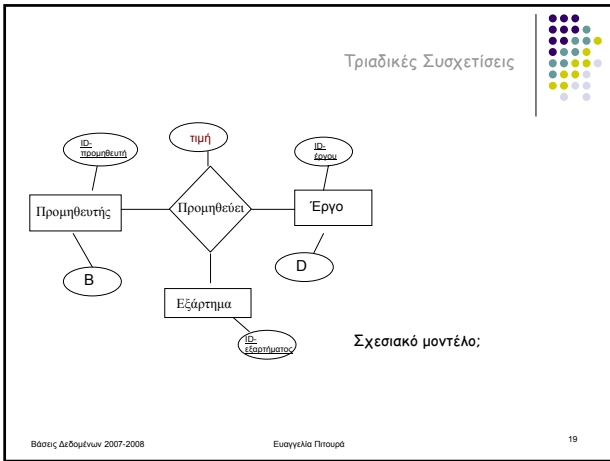 Τριαδικές Συσχετίσεις
ID-
προμηθευτή
τιμή
ID-
έργου
Προμηθευτής
Προμηθεύει
Έργο
B
D
Εξάρτημα
ID-
εξαρτήματος
Σχεσιακό μοντέλο;
Βάσεις Δεδομένων 2007-2008
Ευαγγελία Πιτουρά
19